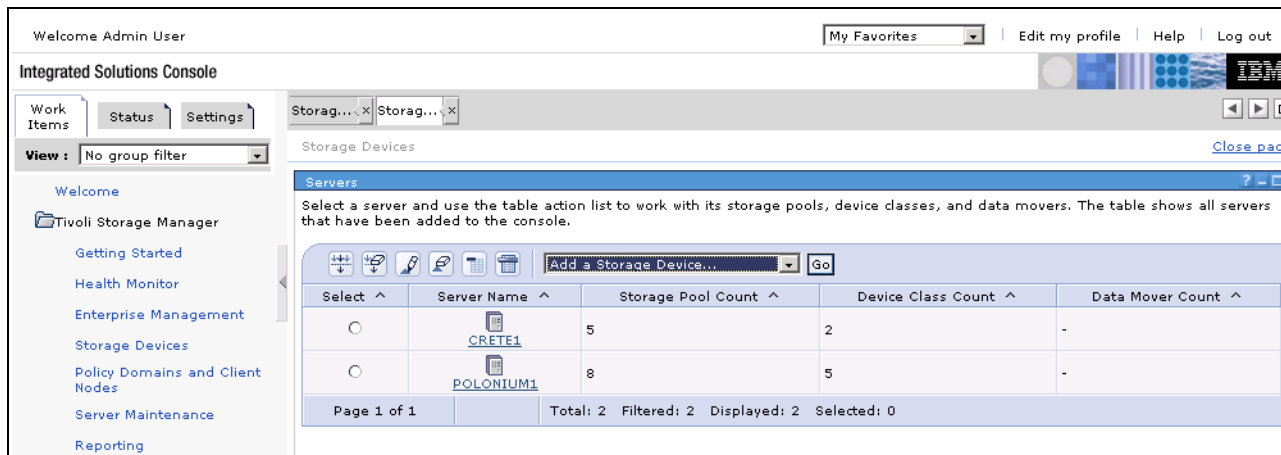 Welcome Admin User
My Favorites
Edit my profile
Help
Log out
Integrated Solutions Console
IBM
Work Items
Status
Settings
Storag...
Storag...
View :
No group filter
Storage Devices
Close pag
Welcome
Tivoli Storage Manager
Getting Started
Health Monitor
Enterprise Management
Storage Devices
Policy Domains and Client
Nodes
Server Maintenance
Reporting
Servers
?
Select a server and use the table action list to work with its storage pools, device classes, and data movers. The table shows all servers
that have been added to the console.
Add a Storage Device...
Go
Select ^ Server Name ^ Storage Pool Count ^ Device Class Count ^ Data Mover Count ^
CRETE1 5 2 -
POLONIUM1 8 5 -
Page 1 of 1 Total: 2 Filtered: 2 Displayed: 2 Selected: 0